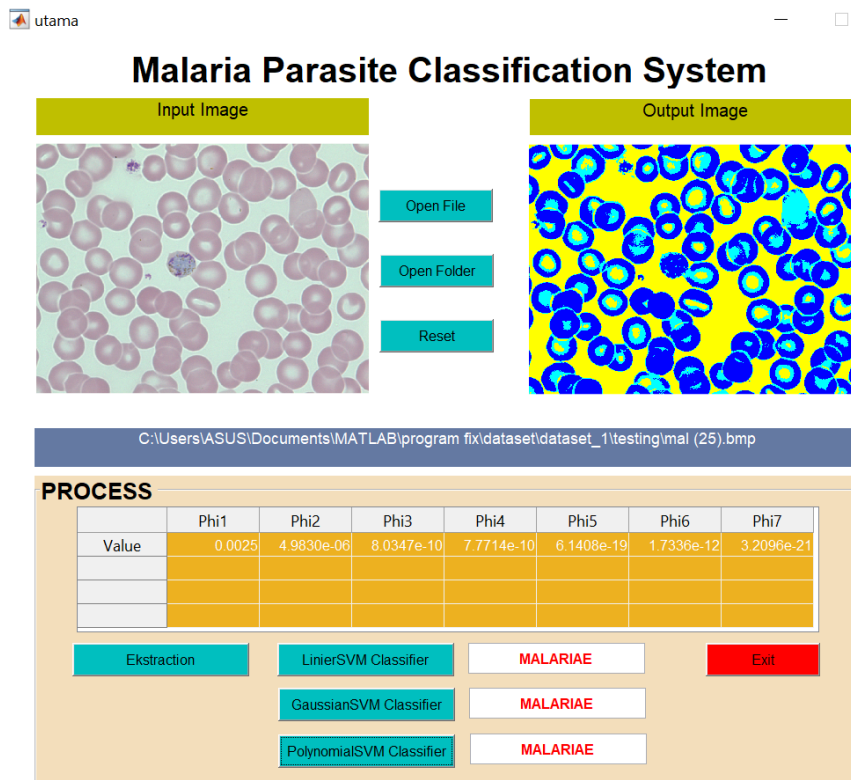 utama
Malaria Parasite Classification System
Input Image
Output Image
Open File
Open Folder
Reset
C:\Users\ASUS\Documents\MATLAB\program fix\dataset\dataset_1\testing\mal (25).bmp
PROCESS
Phi1 Phi2 Phi3 Phi4 Phi5 Phi6 Phi7
Value 0.0025 4.9830e-06 8.0347e-10 7.7714e-10 6.1408e-19 1.7336e-12 3.2096e-21
Ekstraction LinierSVM Classifier MALARIAE Exit
GaussianSVM Classifier MALARIAE
PolynomialSVM Classifier MALARIAE